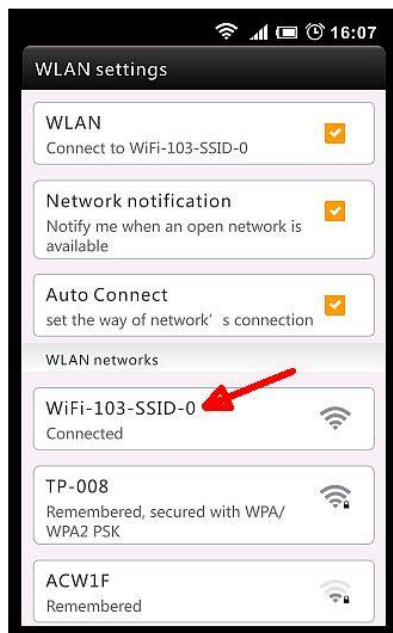 16:07
WLAN settings
WLAN
Connect to WiFi-103-SSID-0
Network notification
Notify me when an open network is
available
Auto Connect
set the way of network' s connection
WLAN networks
WiFi-103-SSID-0
Connected
TP-008
Remembered, secured with WPA/
WPA2 PSK
ACW1F
Remembered